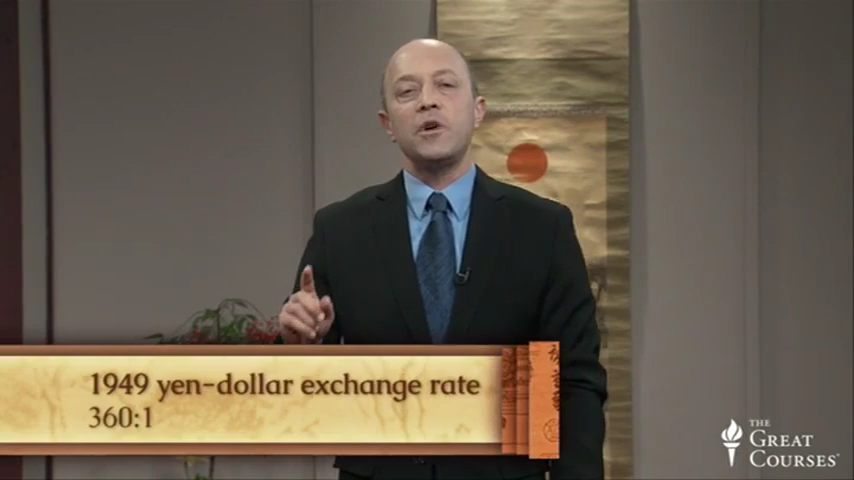 1949 yen-dollar exchange rate
360:1
THE
GREAT
COURSES®